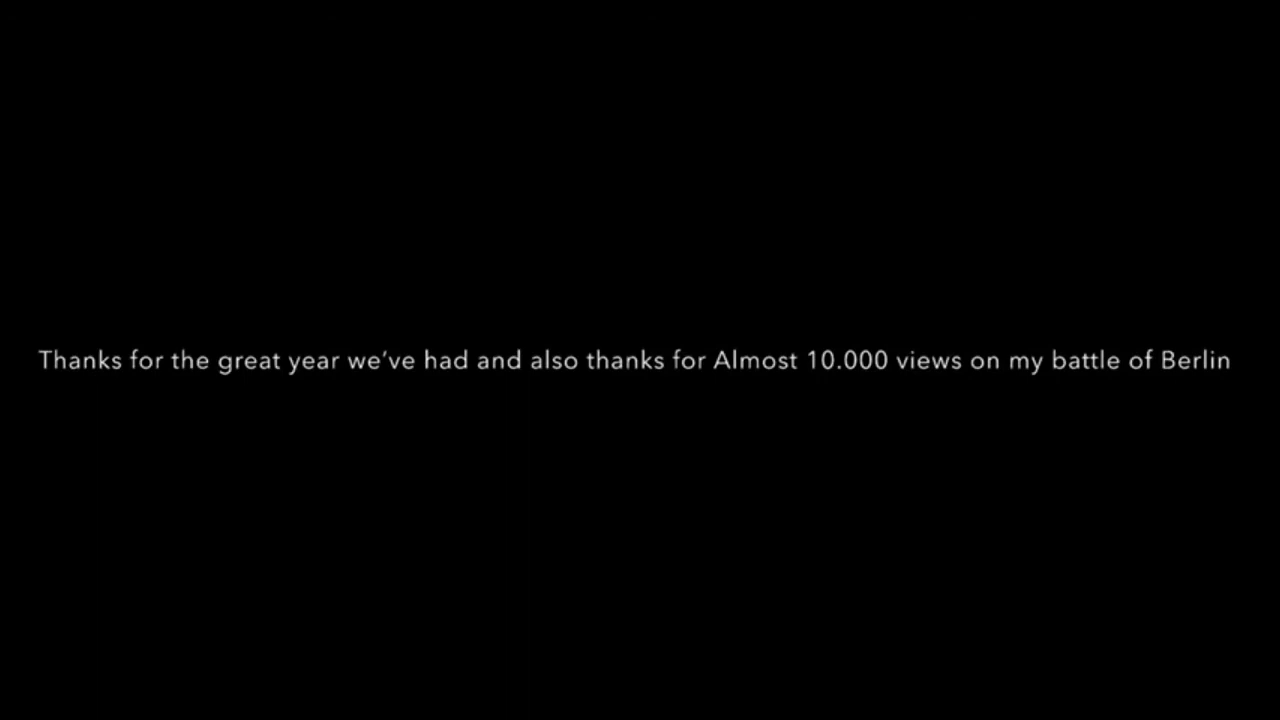 Thanks for the great year we’ve had and also thanks for Almost 10.000 views on my battle of Berlin